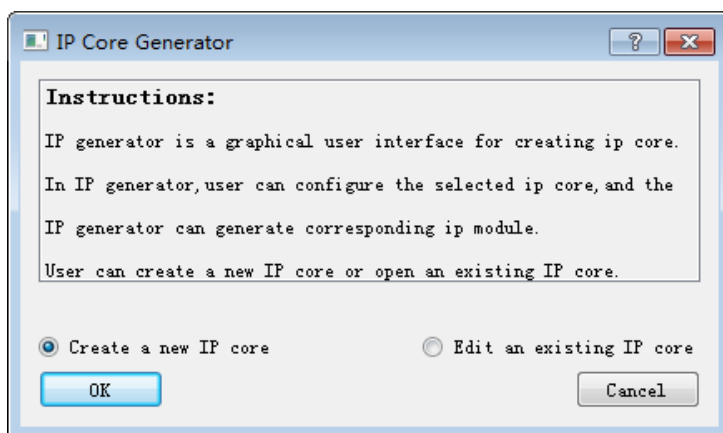 IP Core Generator
Instructions:
IP generator is a graphical user interface for creating ip core.
In IP generator, user can configure the selected ip core, and the
IP generator can generate corresponding ip module.
User can create a new IP core or open an existing IP core.
Create a new IP core Edit an existing IP core
OK Cancel